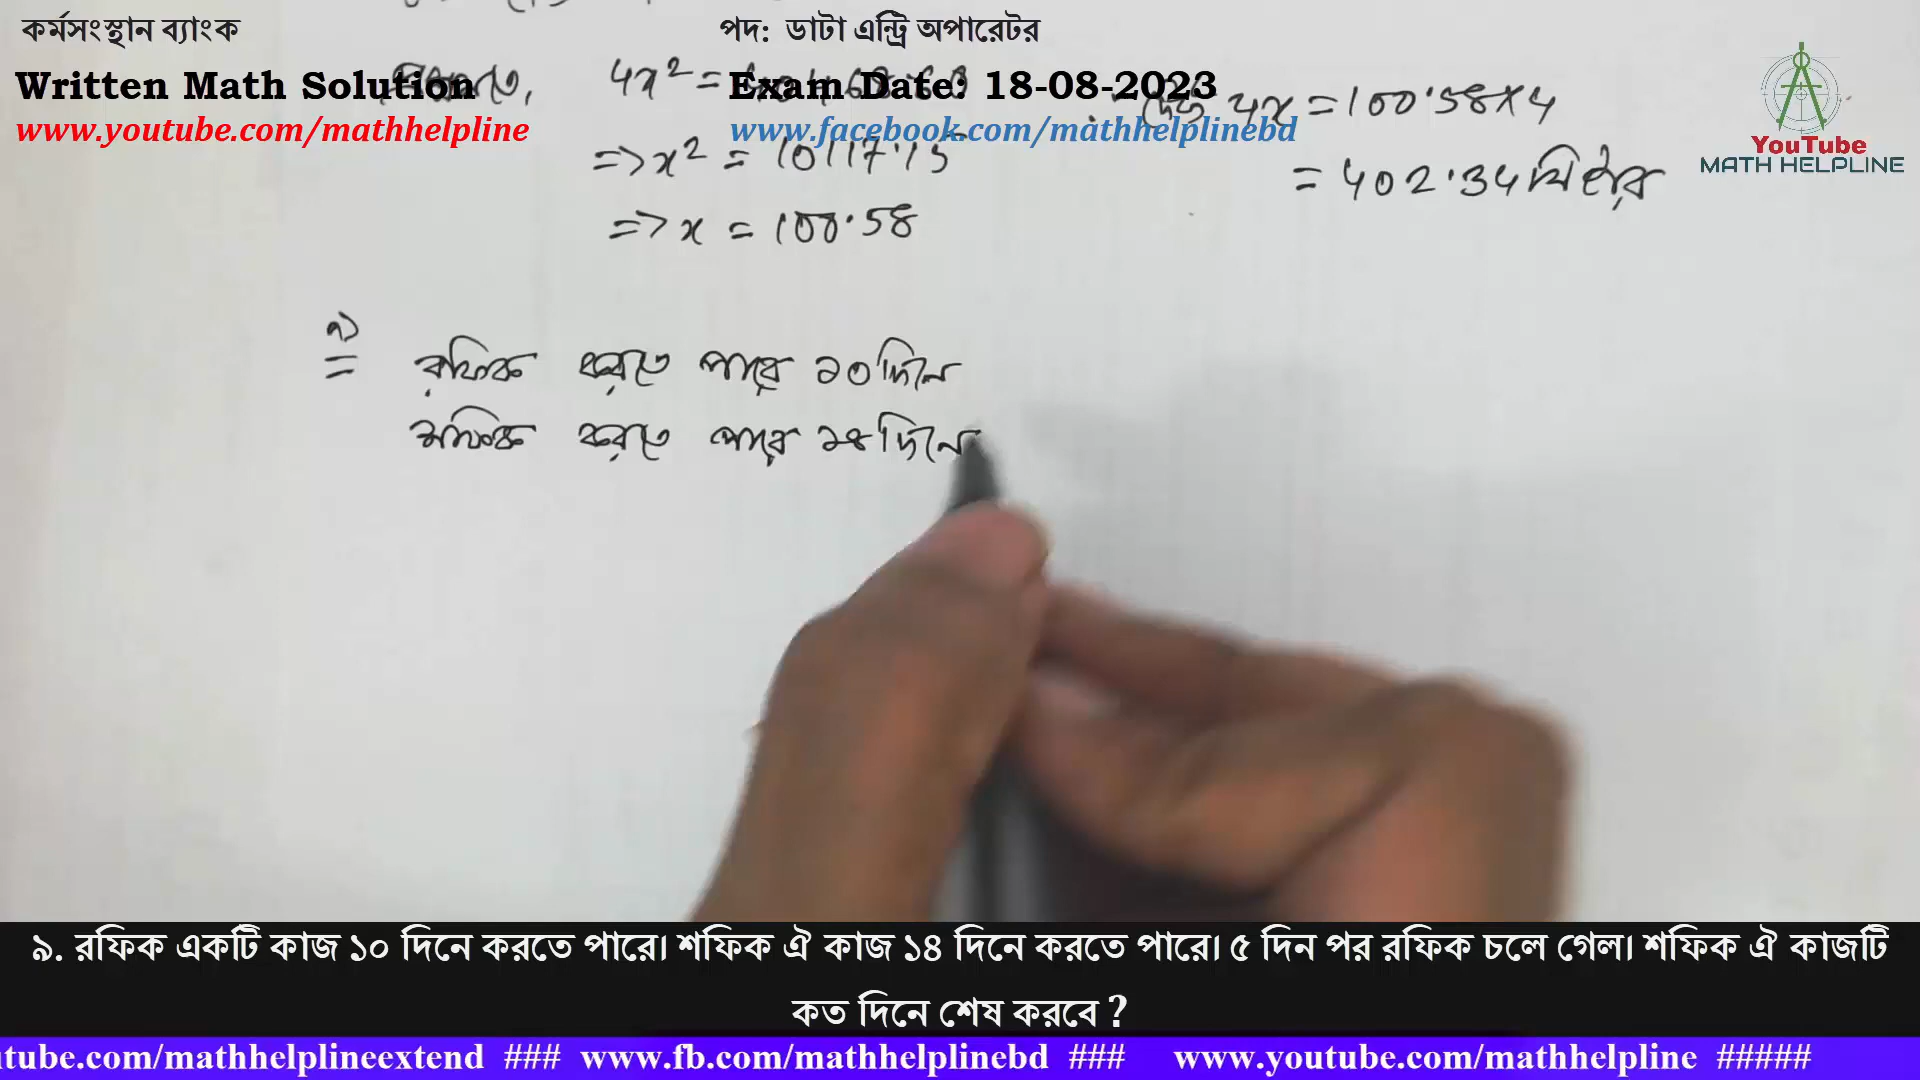 কর্মসংস্থান ব্যাংক
পদ: ডাটা এন্ট্রি অপারেটর
Written Math Solution
Exam Date: 18-08-2023
www.youtube.com/mathhelpline
www.facebook.com/mathhelplinebd
YouTube
MATH HELPLINE
4x² =
=> x² = 10117.15
=> x = 100.58
4x = 100.58 x 4
= 402.34 মিটার
৯
রফিক করতে পারে ১০ দিনে
শফিক করতে পারে ১৪ দিনে
৯. রফিক একটি কাজ ১০ দিনে করতে পারে। শফিক ঐ কাজ ১৪ দিনে করতে পারে। ৫ দিন পর রফিক চলে গেল। শফিক ঐ কাজটি
কত দিনে শেষ করবে ?
utube.com/mathhelplineextend ### www.fb.com/mathhelplinebd ### www.youtube.com/mathhelpline #####